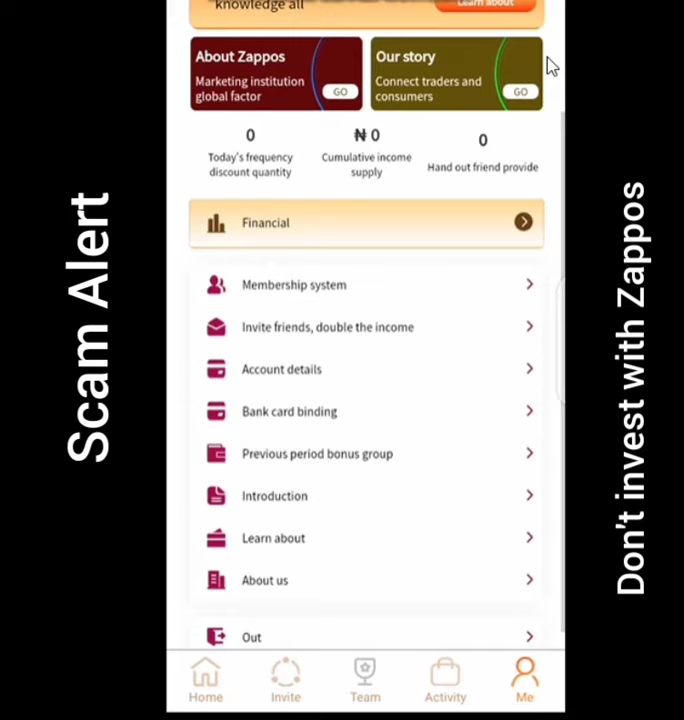 knowledge all
Learn about
About Zappos
Marketing institution
global factor
GO
Our story
Connect traders and
consumers
GO
0
Today's frequency
discount quantity
₦ 0
Cumulative income
supply
0
Hand out friend provide
Financial
Membership system
Invite friends, double the income
Account details
Bank card binding
Previous period bonus group
Introduction
Learn about
About us
Out
Home
Invite
Team
Activity
Me
Scam Alert
Don't invest with Zappos